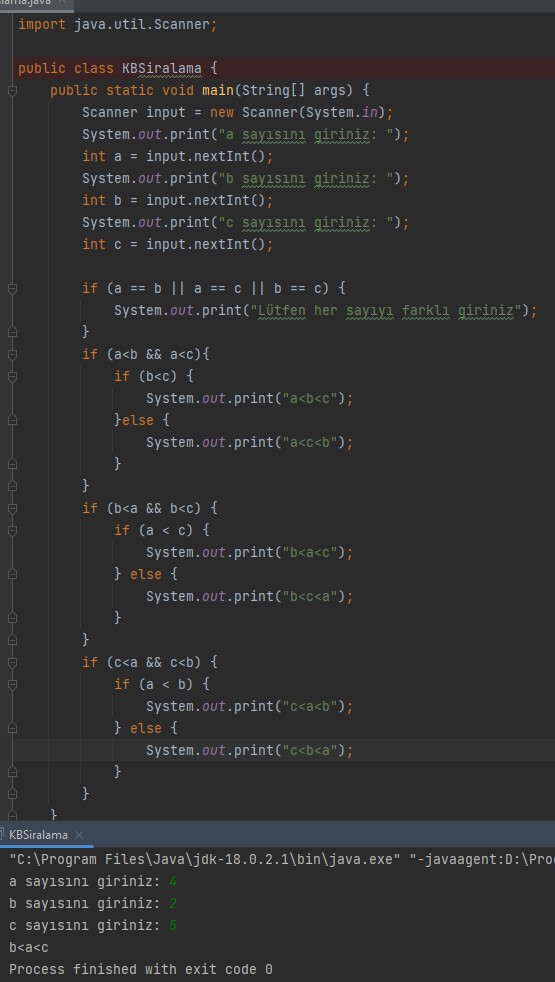 lama.java
import java.util.Scanner;
public class KBSiralama {
public static void main(String[] args) {
Scanner input = new Scanner(System.in);
System.out.print("a sayısını giriniz: ");
int a = input.nextInt();
System.out.print("b sayısını giriniz: ");
int b = input.nextInt();
System.out.print("c sayısını giriniz: ");
int c = input.nextInt();
if (a == b || a == c || b == c) {
System.out.print("Lütfen her sayıyı farklı giriniz");
}
if (a<b && a<c){
if (b<c) {
System.out.print("a<b<c");
}else {
System.out.print("a<c<b");
}
}
if (b<a && b<c) {
if (a < c) {
System.out.print("b<a<c");
} else {
System.out.print("b<c<a");
}
}
if (c<a && c<b) {
if (a < b) {
System.out.print("c<a<b");
} else {
System.out.print("c<b<a");
}
}
}
KBSiralama
"C:\Program Files\Java\jdk-18.0.2.1\bin\java.exe" "-javaagent:D:\Pro
a sayısını giriniz: 4
b sayısını giriniz: 2
c sayısını giriniz: 5
b<a<c
Process finished with exit code 0